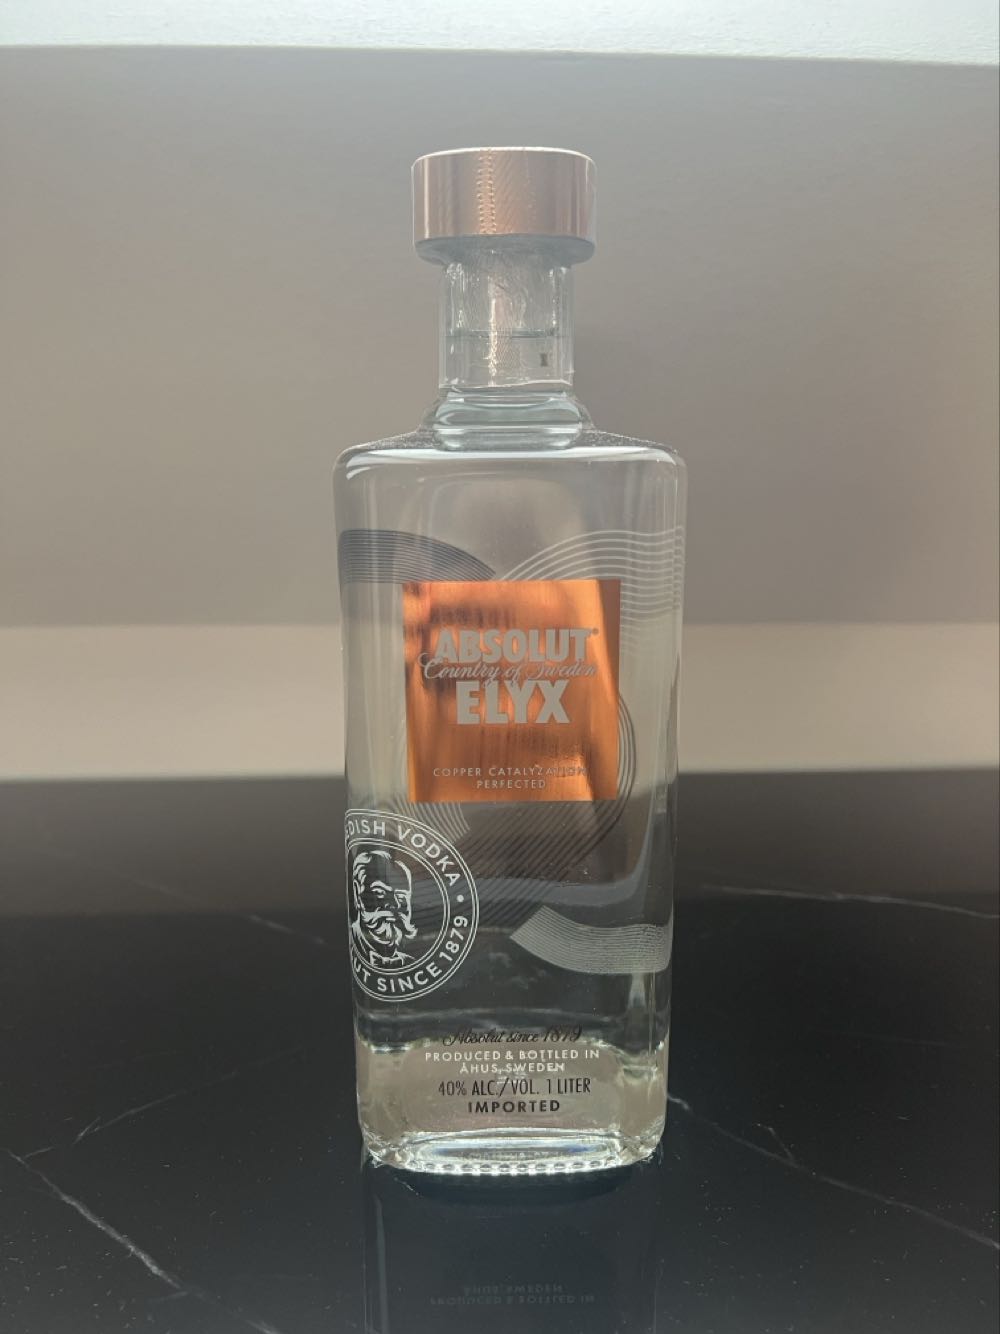 ABSOLUT®
Country of Sweden
ELYX
COPPER CATALYZATION
PERFECTED
EDISH VODKA •
UT SINCE 1879
Absolut since 1879
PRODUCED & BOTTLED IN
ÅHUS, SWEDEN
40% ALC./VOL. 1 LITER
IMPORTED